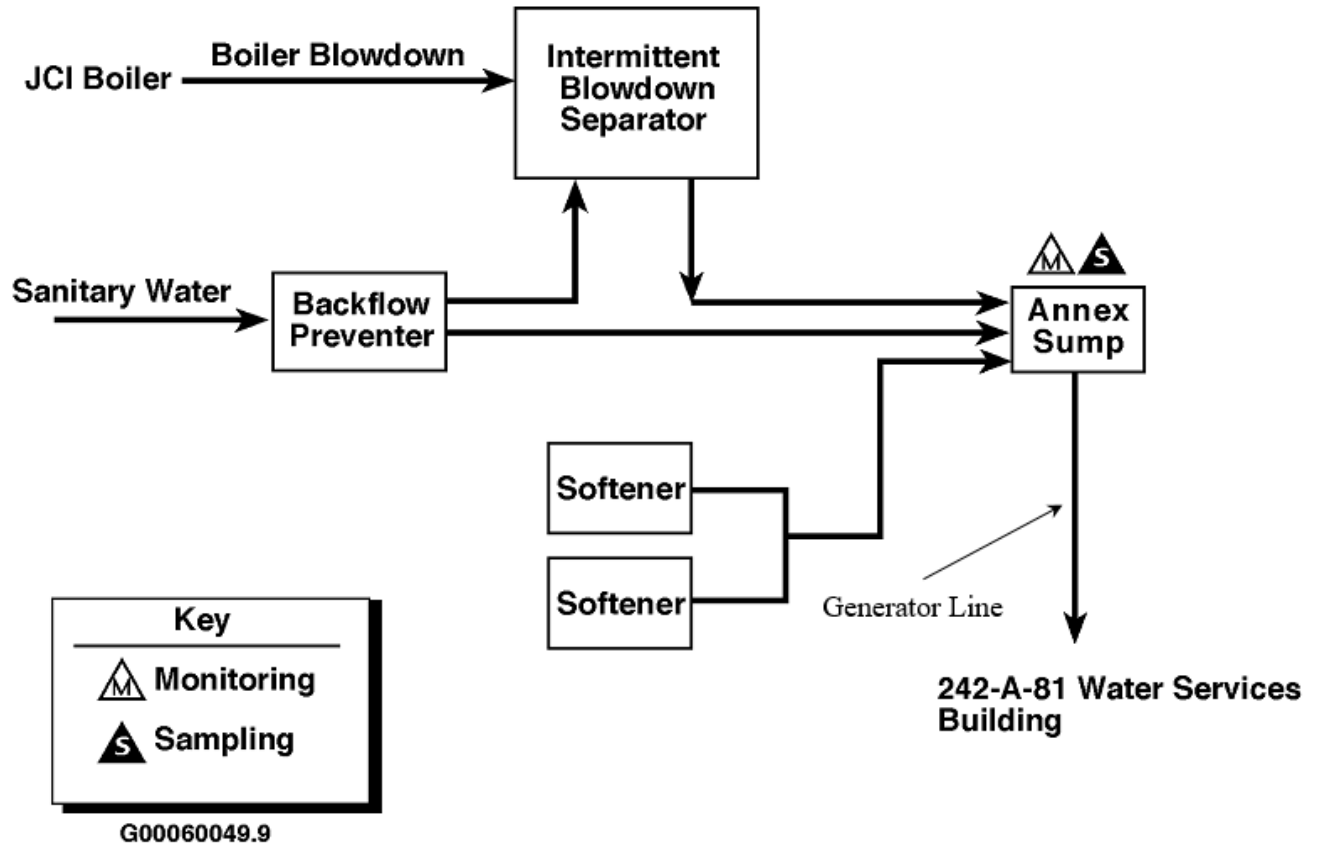 JCI Boiler
Boiler Blowdown
Intermittent
Blowdown
Separator
Sanitary Water
Backflow
Preventer
M
S
Annex
Sump
Softener
Softener
Generator Line
242-A-81 Water Services
Building
Key
M Monitoring
S Sampling
G00060049.9